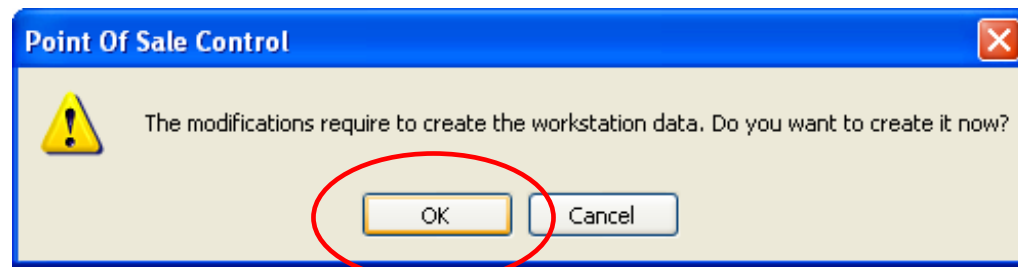 Point Of Sale Control
The modifications require to create the workstation data. Do you want to create it now?
OK Cancel